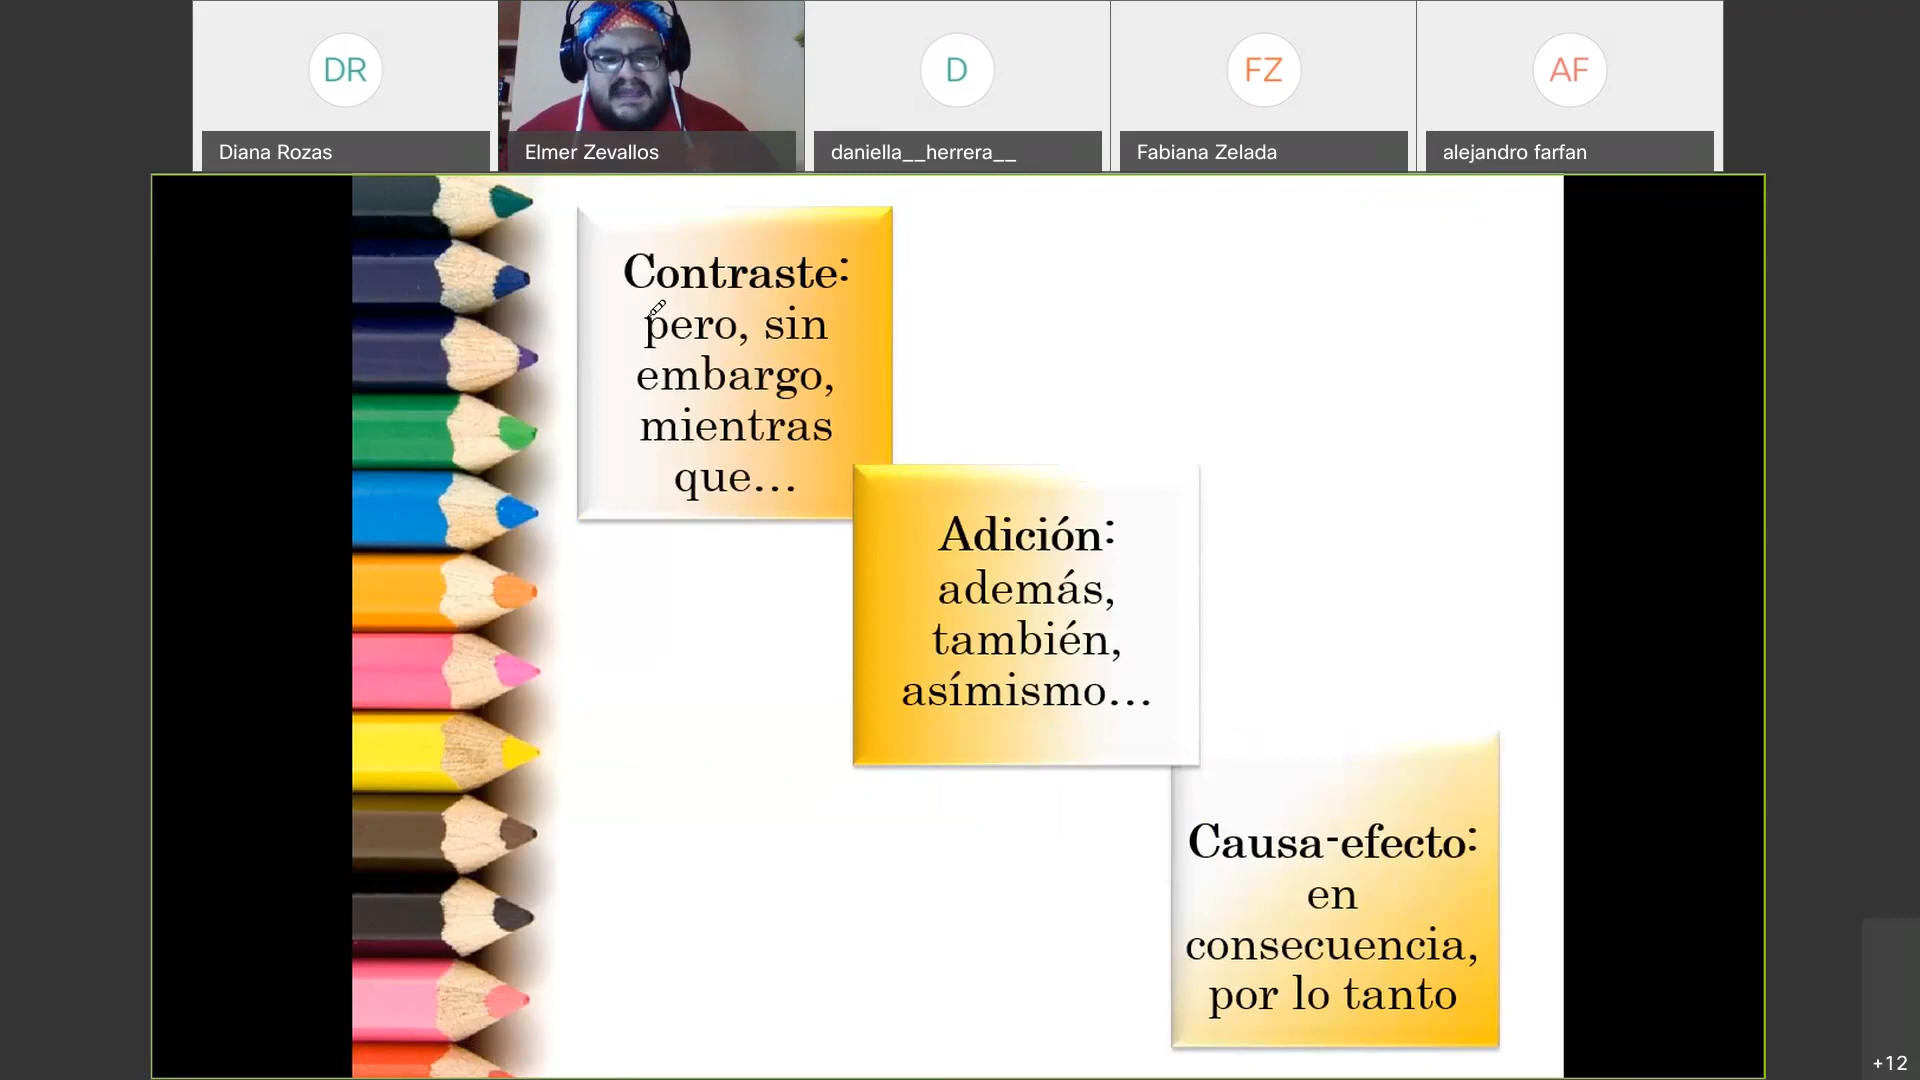 DR
D
FZ
AF
Diana Rozas
Elmer Zevallos
daniella__herrera__
Fabiana Zelada
alejandro farfan
Contraste:
pero, sin
embargo,
mientras
que...
Adición:
además,
también,
asímismo...
Causa-efecto:
en
consecuencia,
por lo tanto
+12